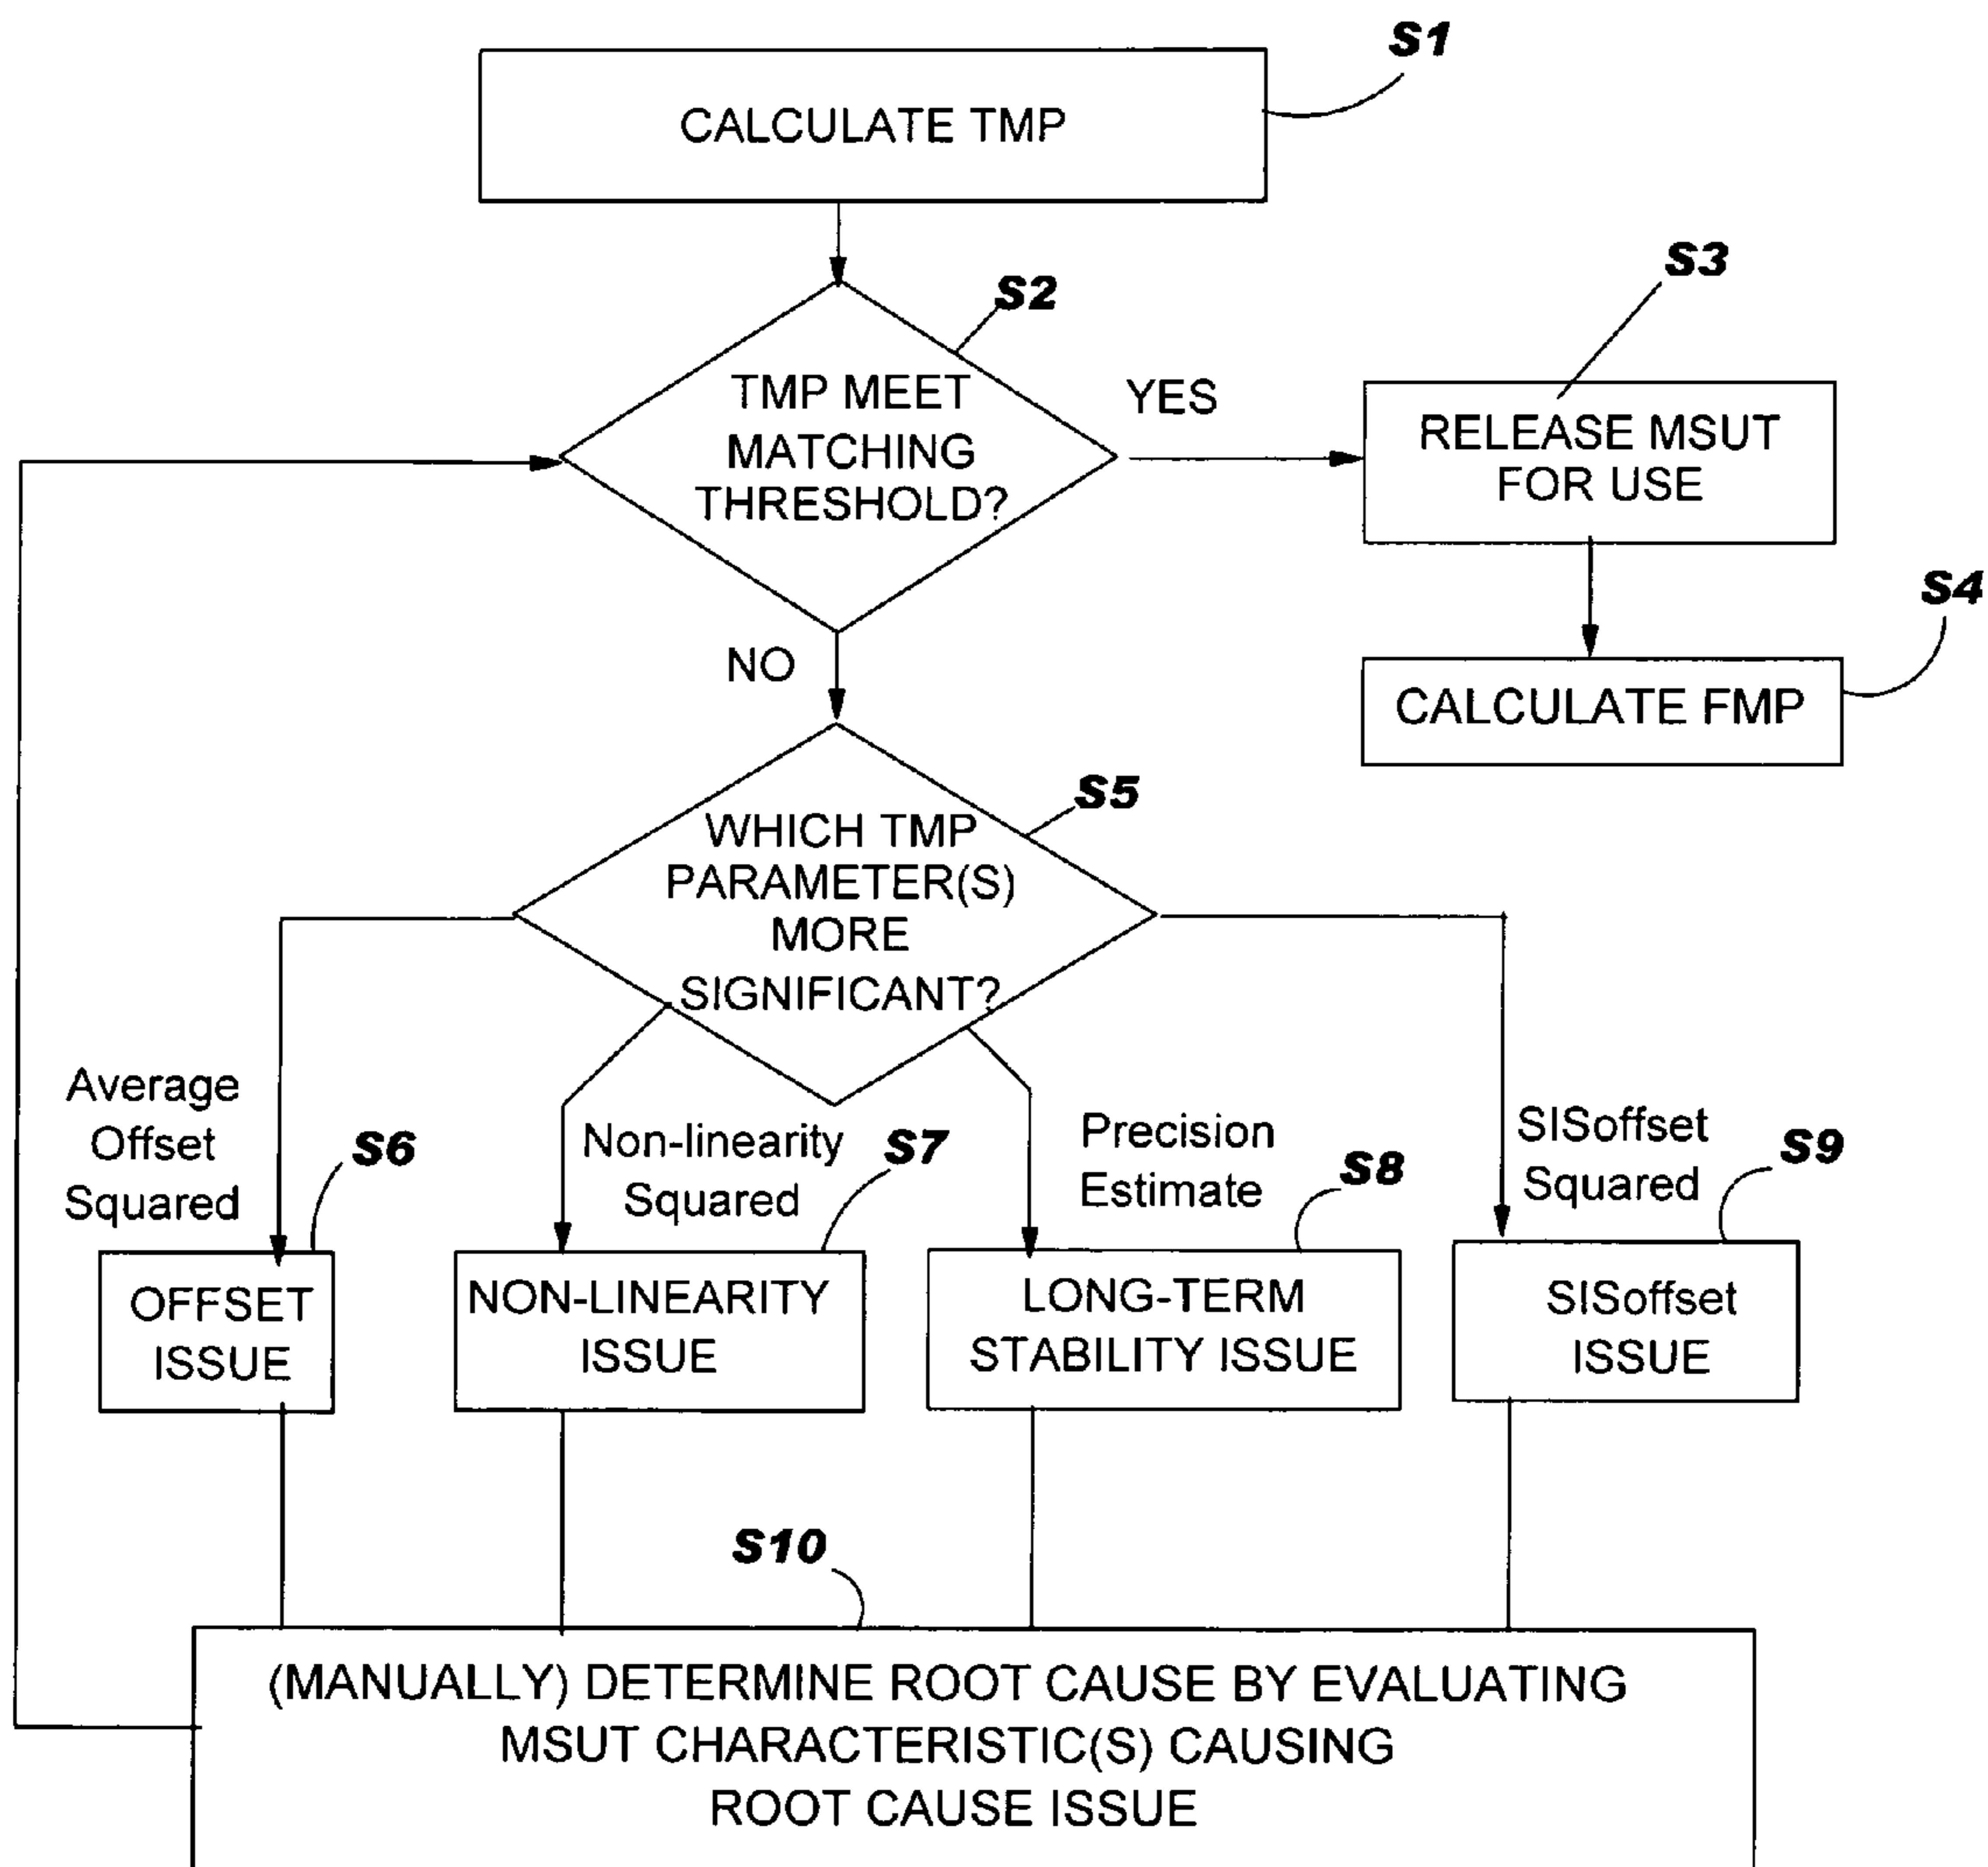 S1
CALCULATE TMP
S2
TMP MEET
MATCHING
THRESHOLD?
YES
S3
RELEASE MSUT
FOR USE
S4
CALCULATE FMP
NO
S5
WHICH TMP
PARAMETER(S)
MORE
SIGNIFICANT?
Average
Offset
Squared
S6
Non-linearity
Squared
S7
Precision
Estimate
S8
SISoffset
Squared
S9
OFFSET
ISSUE
NON-LINEARITY
ISSUE
LONG-TERM
STABILITY ISSUE
SISoffset
ISSUE
S10
(MANUALLY) DETERMINE ROOT CAUSE BY EVALUATING
MSUT CHARACTERISTIC(S) CAUSING
ROOT CAUSE ISSUE